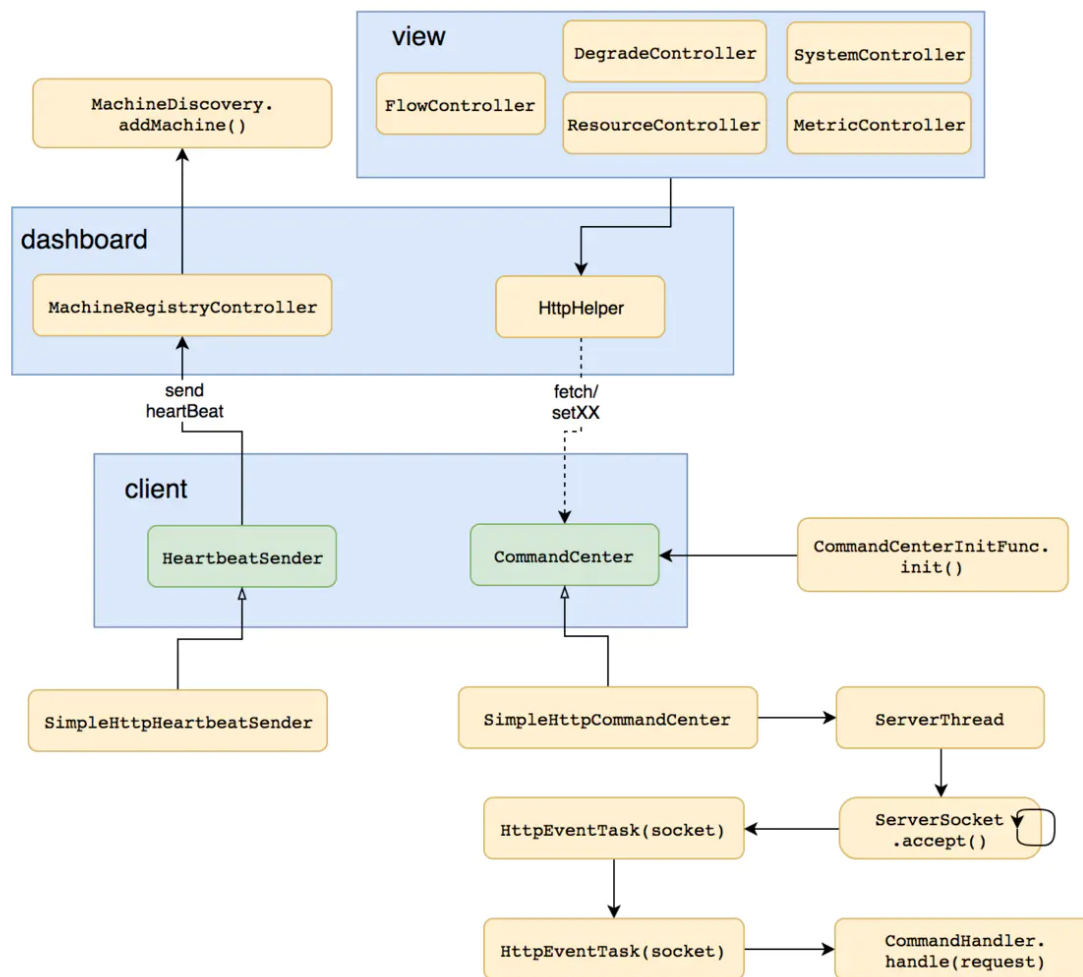 view
DegradeController
SystemController
FlowController
ResourceController
MetricController
MachineDiscovery.
addMachine()
dashboard
MachineRegistryController
HttpHelper
send
heartBeat
fetch/
setXX
client
HeartbeatSender
CommandCenter
CommandCenterInitFunc.
init()
SimpleHttpHeartbeatSender
SimpleHttpCommandCenter
ServerThread
ServerSocket
.accept()
HttpEventTask(socket)
HttpEventTask(socket)
CommandHandler.
handle(request)